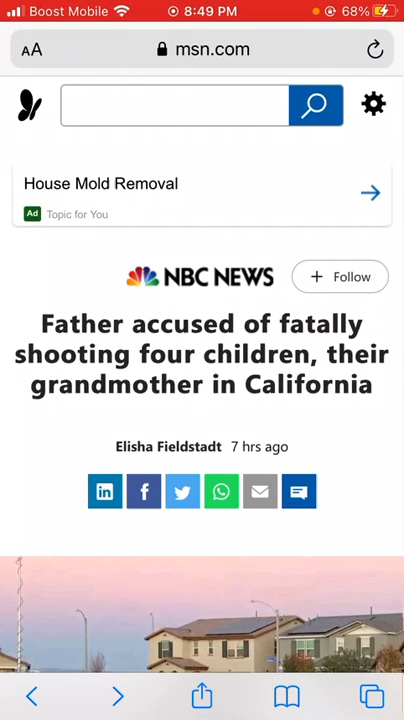 Boost Mobile 8:49 PM 68%
AA msn.com
House Mold Removal
Ad Topic for You
NBC NEWS + Follow
Father accused of fatally
shooting four children, their
grandmother in California
Elisha Fieldstadt 7 hrs ago
in f